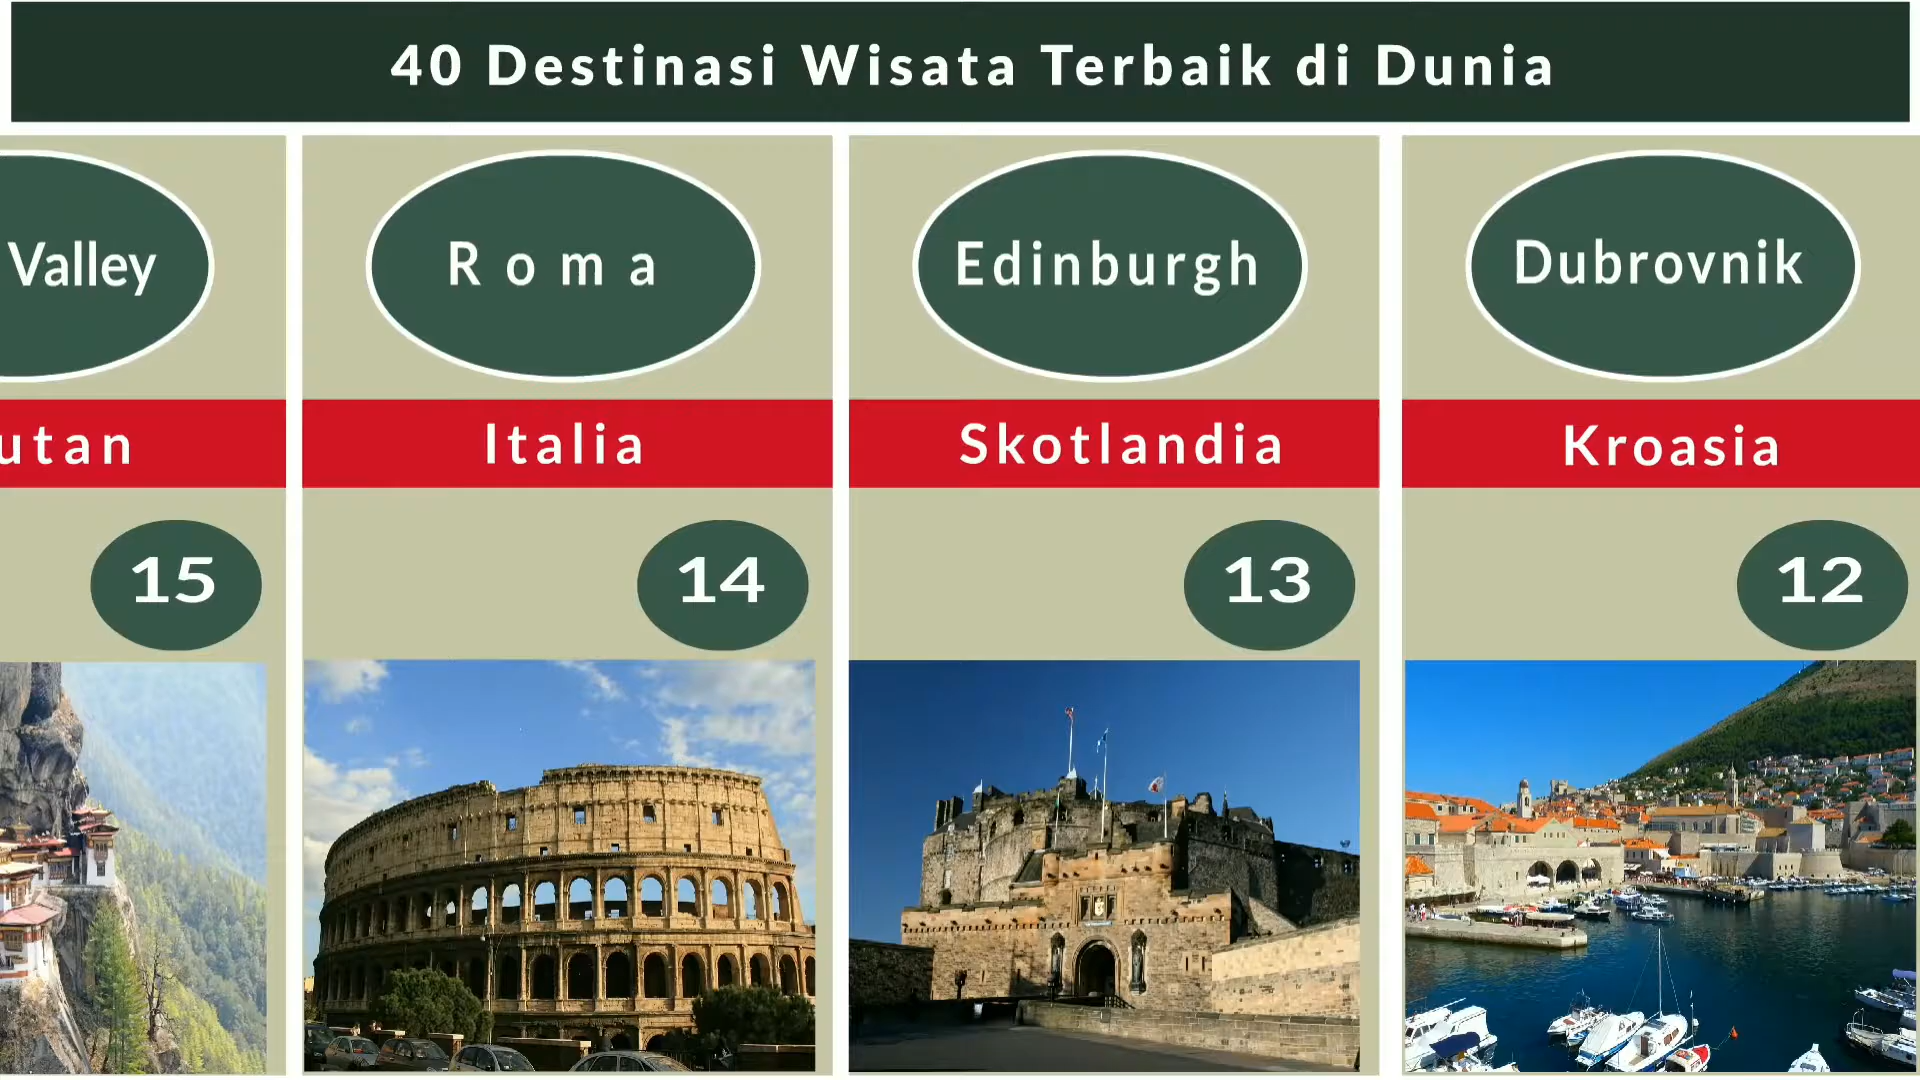 40 Destinasi Wisata Terbaik di Dunia
Valley
utan
15
Roma
Italia
14
Edinburgh
Skotlandia
13
Dubrovnik
Kroasia
12